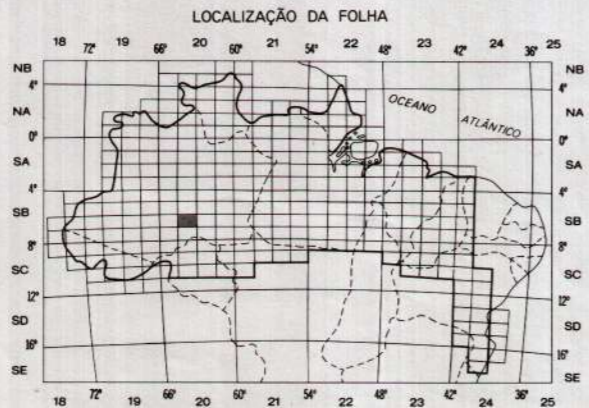 LOCALIZAÇÃO DA FOLHA
18 72° 19 66° 20 60° 21 54° 22 48° 23 42° 24 36° 25
NB NB
4° 4°
OCEANO ATLÂNTICO
NA NA
0° 0°
SA SA
4° 4°
SB SB
8° 8°
SC SC
12° 12°
SD SD
16° 16°
SE SE
18 72° 19 66° 20 60° 21 54° 22 48° 23 42° 24 36° 25